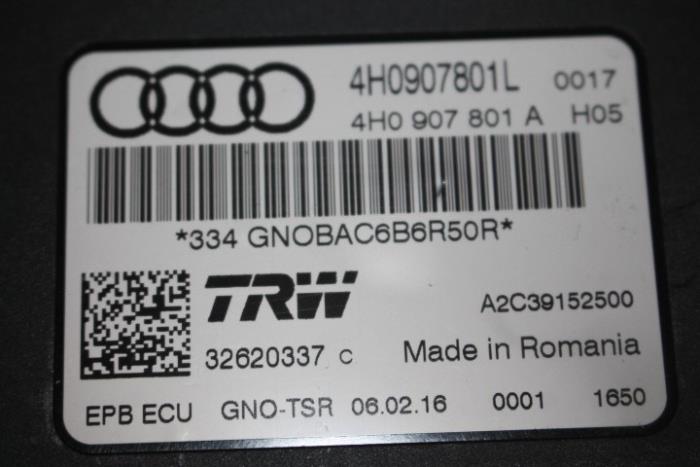 4H0907801L 0017
4H0 907 801 A H05
*334 GNOBAC6B6R50R*
TRW A2C39152500
32620337 C Made in Romania
EPB ECU GNO-TSR 06.02.16 0001 1650